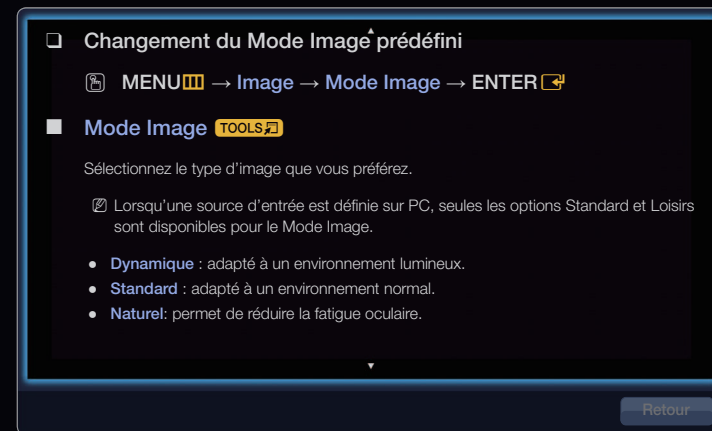 Changement du Mode Image prédéfini
MENU → Image → Mode Image → ENTER
Mode Image TOOLS
Sélectionnez le type d’image que vous préférez.
Lorsqu’une source d’entrée est définie sur PC, seules les options Standard et Loisirs
sont disponibles pour le Mode Image.
● Dynamique : adapté à un environnement lumineux.
● Standard : adapté à un environnement normal.
● Naturel: permet de réduire la fatigue oculaire.
Retour